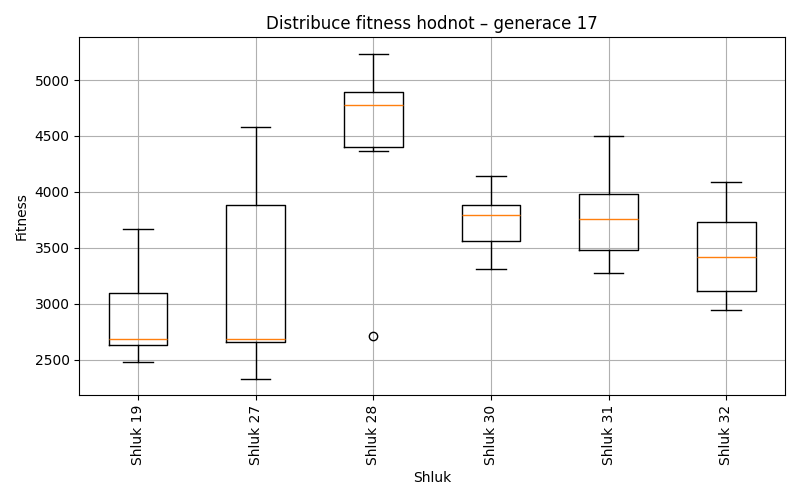 Distribuce fitness hodnot – generace 17
Fitness
5000
4500
4000
3500
3000
2500
Shluk 19
Shluk 27
Shluk 28
Shluk 30
Shluk 31
Shluk 32
Shluk